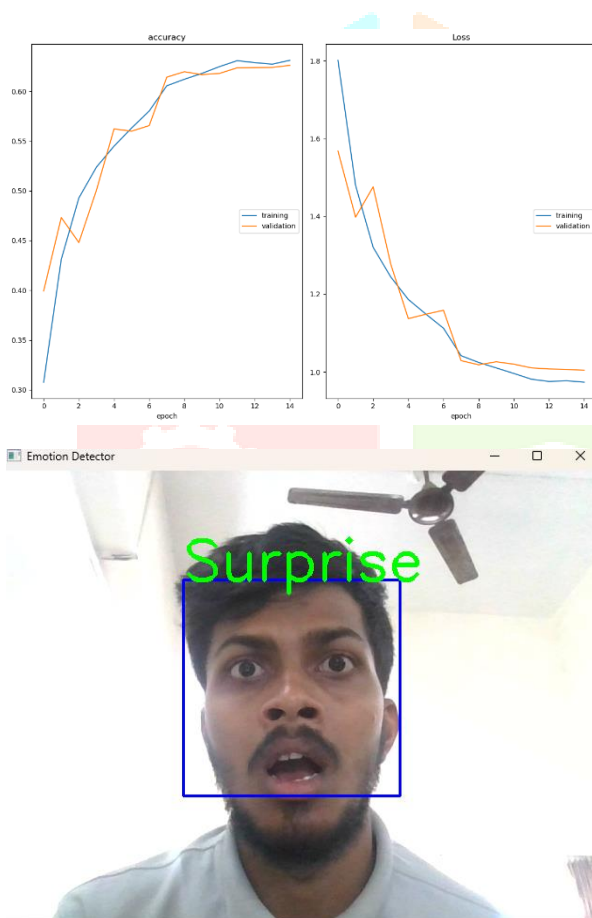 accuracy
0.60
0.55
0.50
0.45
0.40
0.35
0.30
0 2 4 6 8 10 12 14
epoch
training
validation
Loss
1.8
1.6
1.4
1.2
1.0
0 2 4 6 8 10 12 14
epoch
training
validation
Emotion Detector
Surprise